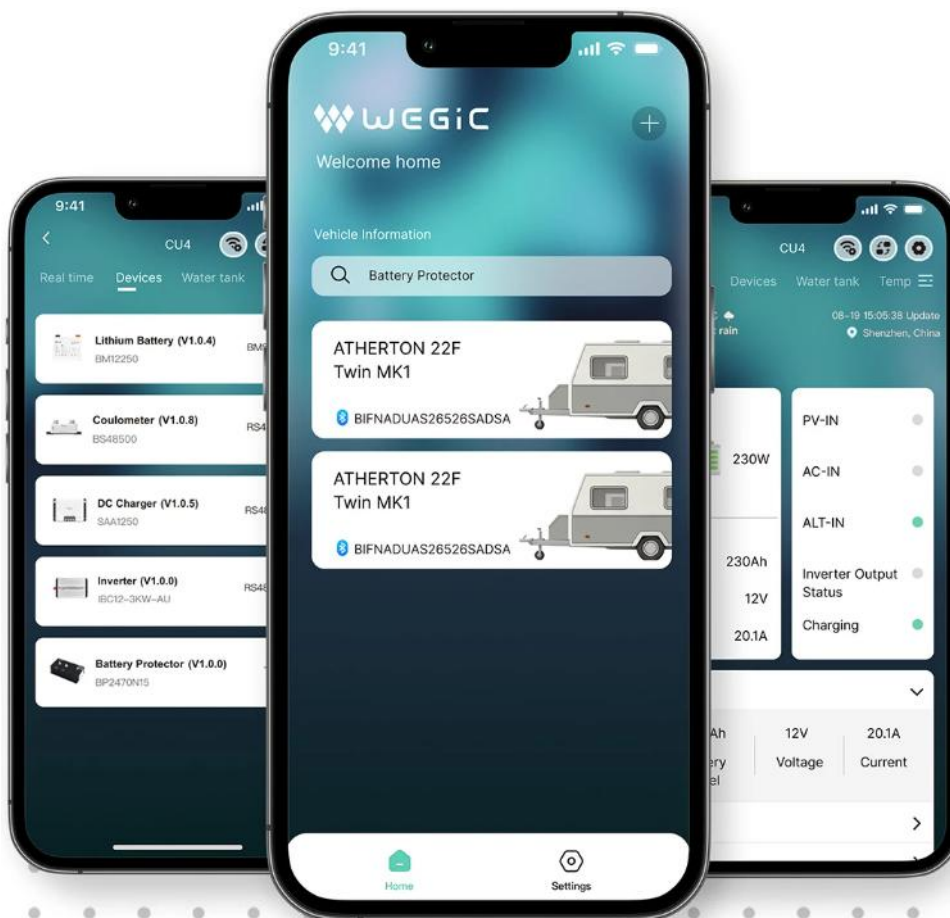 9:41
CU4
Real time Devices Water tank
Lithium Battery (V1.0.4)
BM12250
Coulometer (V1.0.8)
BS48500
DC Charger (V1.0.5)
SAA1250
Inverter (V1.0.0)
IBC12-3KW-AU
Battery Protector (V1.0.0)
BP2470N15
9:41
WEGiC
Welcome home
Vehicle Information
Battery Protector
ATHERTON 22F
Twin MK1
BIFNADUAS26526SADSA
ATHERTON 22F
Twin MK1
BIFNADUAS26526SADSA
Home
Settings
CU4
Devices Water tank Temp
rain
08-19 15:05:38 Update
Shenzhen, China
230W
230Ah
12V
20.1A
PV-IN
AC-IN
ALT-IN
Inverter Output
Status
Charging
12V 20.1A
Voltage Current